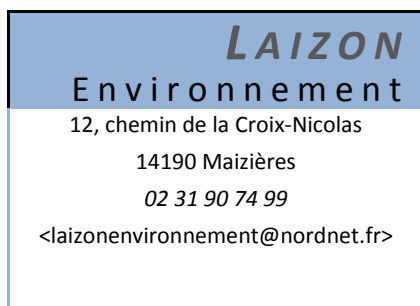 LAIZON
Environnement
12, chemin de la Croix-Nicolas
14190 Maizières
02 31 90 74 99
<laizonenvironnement@nordnet.fr>